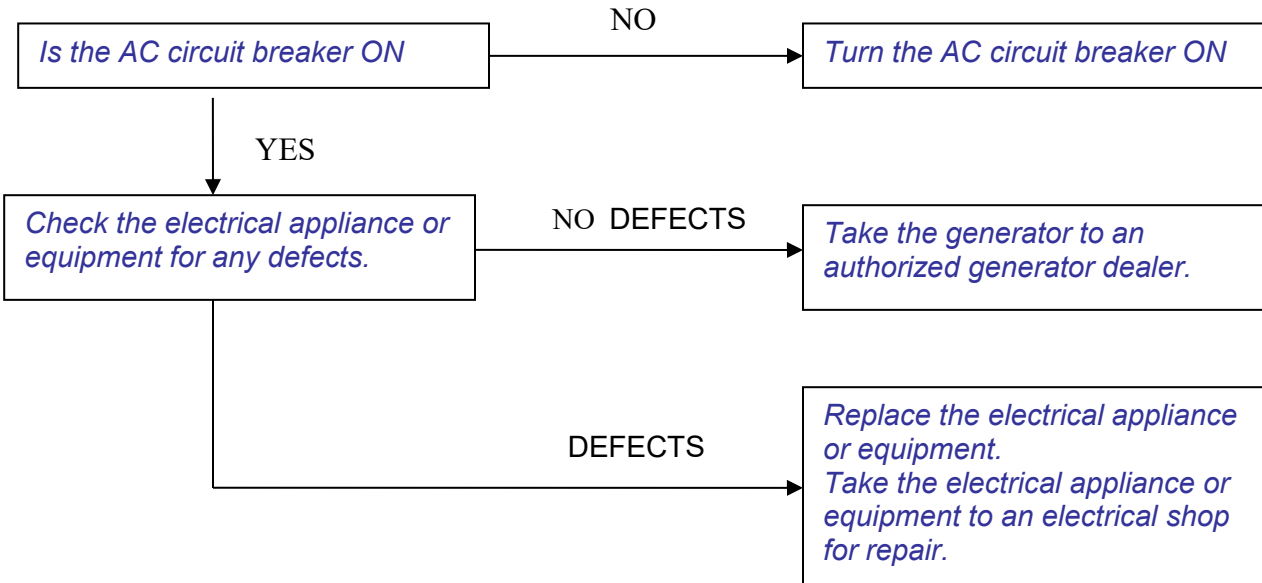 NO
Is the AC circuit breaker ON
Turn the AC circuit breaker ON
YES
Check the electrical appliance or
equipment for any defects.
NO DEFECTS
Take the generator to an
authorized generator dealer.
DEFECTS
Replace the electrical appliance
or equipment.
Take the electrical appliance or
equipment to an electrical shop
for repair.